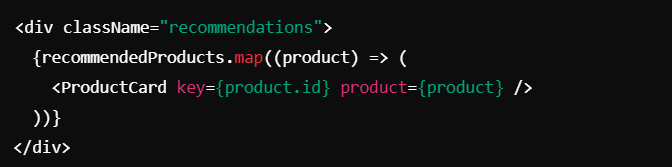 <div className="recommendations">
  {recommendedProducts.map((product) => (
    <ProductCard key={product.id} product={product} />
  ))}
</div>